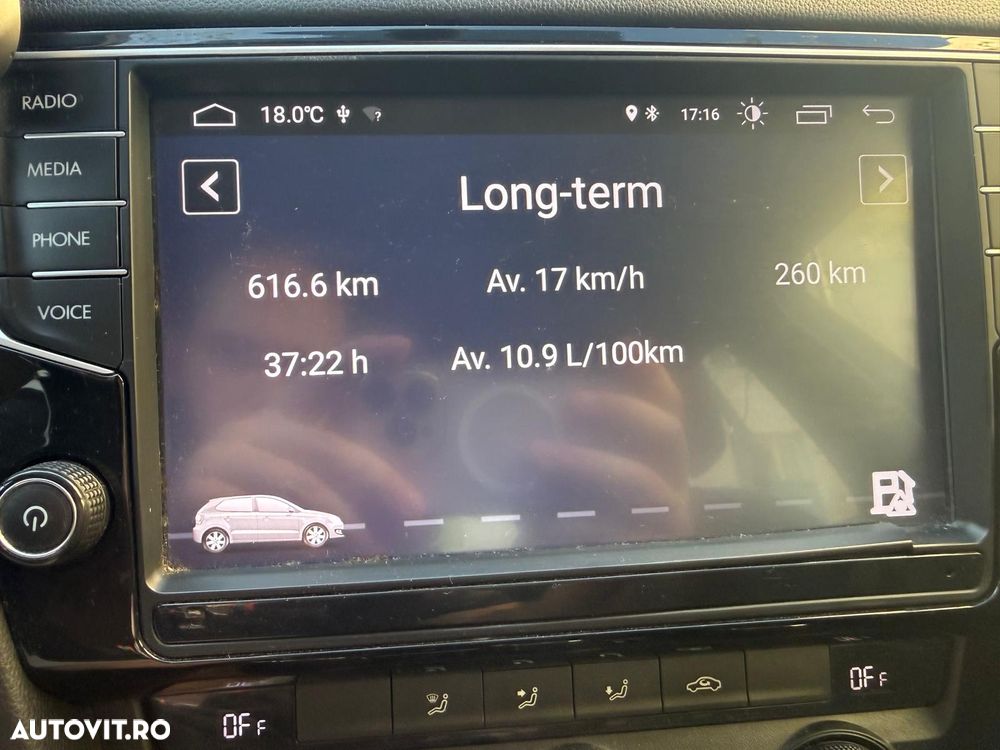 RADIO
MEDIA
PHONE
VOICE
18.0°C ?
17:16
Long-term
616.6 km
Av. 17 km/h
260 km
37:22 h
Av. 10.9 L/100km
OFF
OFF
AUTOVIT.RO